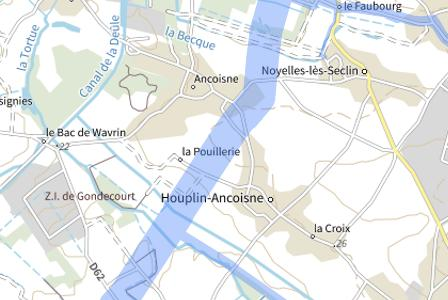 le Faubourg
la Tortue
Canal de la Deûle
la Becque
Ancoisne
Noyelles-lès-Seclin
signies
le Bac de Wavrin
22
la Pouillerie
Z.I. de Gondecourt
Houplin-Ancoisne
la Croix
26
D62